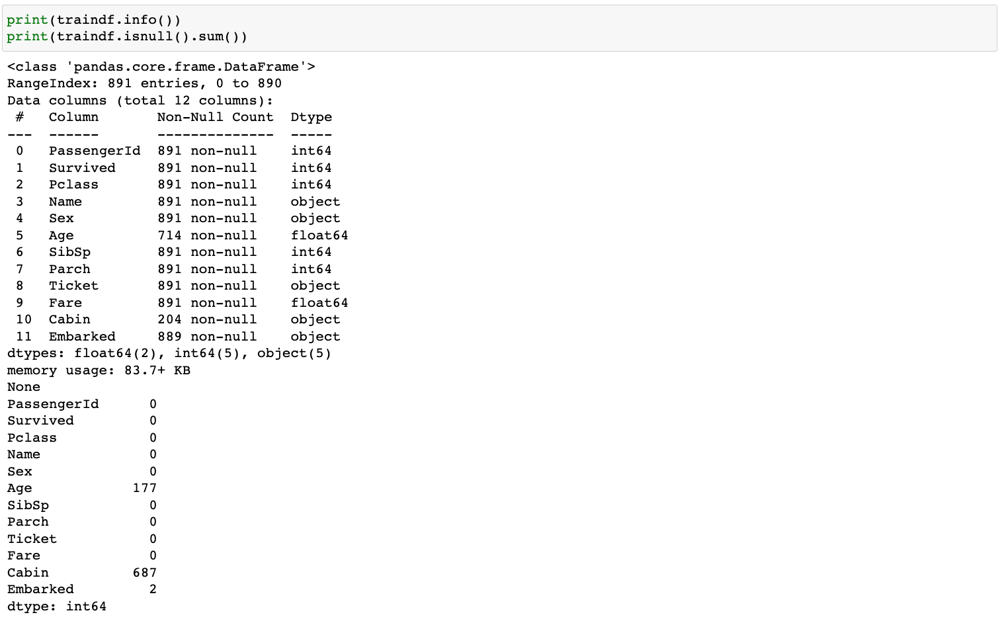 print(traindf.info())
print(traindf.isnull().sum())
<class 'pandas.core.frame.DataFrame'>
RangeIndex: 891 entries, 0 to 890
Data columns (total 12 columns):
 #   Column       Non-Null Count  Dtype
---  ------       --------------  -----
 0   PassengerId  891 non-null    int64
 1   Survived     891 non-null    int64
 2   Pclass       891 non-null    int64
 3   Name         891 non-null    object
 4   Sex          891 non-null    object
 5   Age          714 non-null    float64
 6   SibSp        891 non-null    int64
 7   Parch        891 non-null    int64
 8   Ticket       891 non-null    object
 9   Fare         891 non-null    float64
 10  Cabin        204 non-null    object
 11  Embarked     889 non-null    object
dtypes: float64(2), int64(5), object(5)
memory usage: 83.7+ KB
None
PassengerId      0
Survived         0
Pclass           0
Name             0
Sex              0
Age            177
SibSp            0
Parch            0
Ticket           0
Fare             0
Cabin          687
Embarked         2
dtype: int64